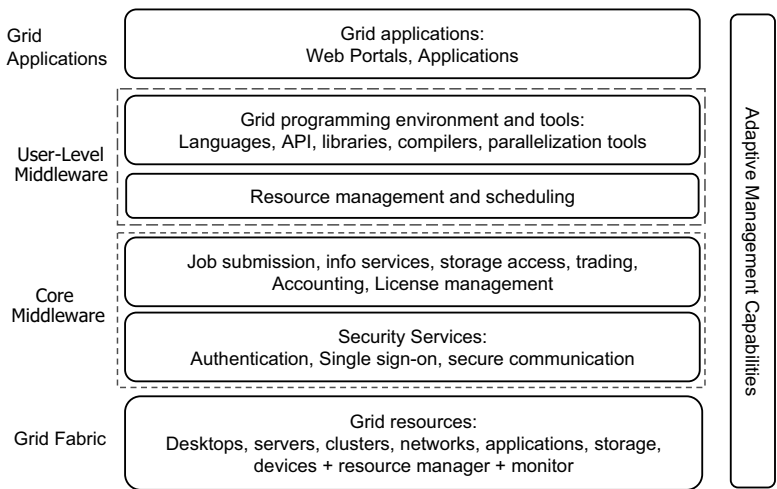 Grid
Applications
Grid applications:
Web Portals, Applications
User-Level
Middleware
Grid programming environment and tools:
Languages, API, libraries, compilers, parallelization tools
Resource management and scheduling
Core
Middleware
Job submission, info services, storage access, trading,
Accounting, License management
Security Services:
Authentication, Single sign-on, secure communication
Grid Fabric
Grid resources:
Desktops, servers, clusters, networks, applications, storage,
devices + resource manager + monitor
Adaptive Management Capabilities